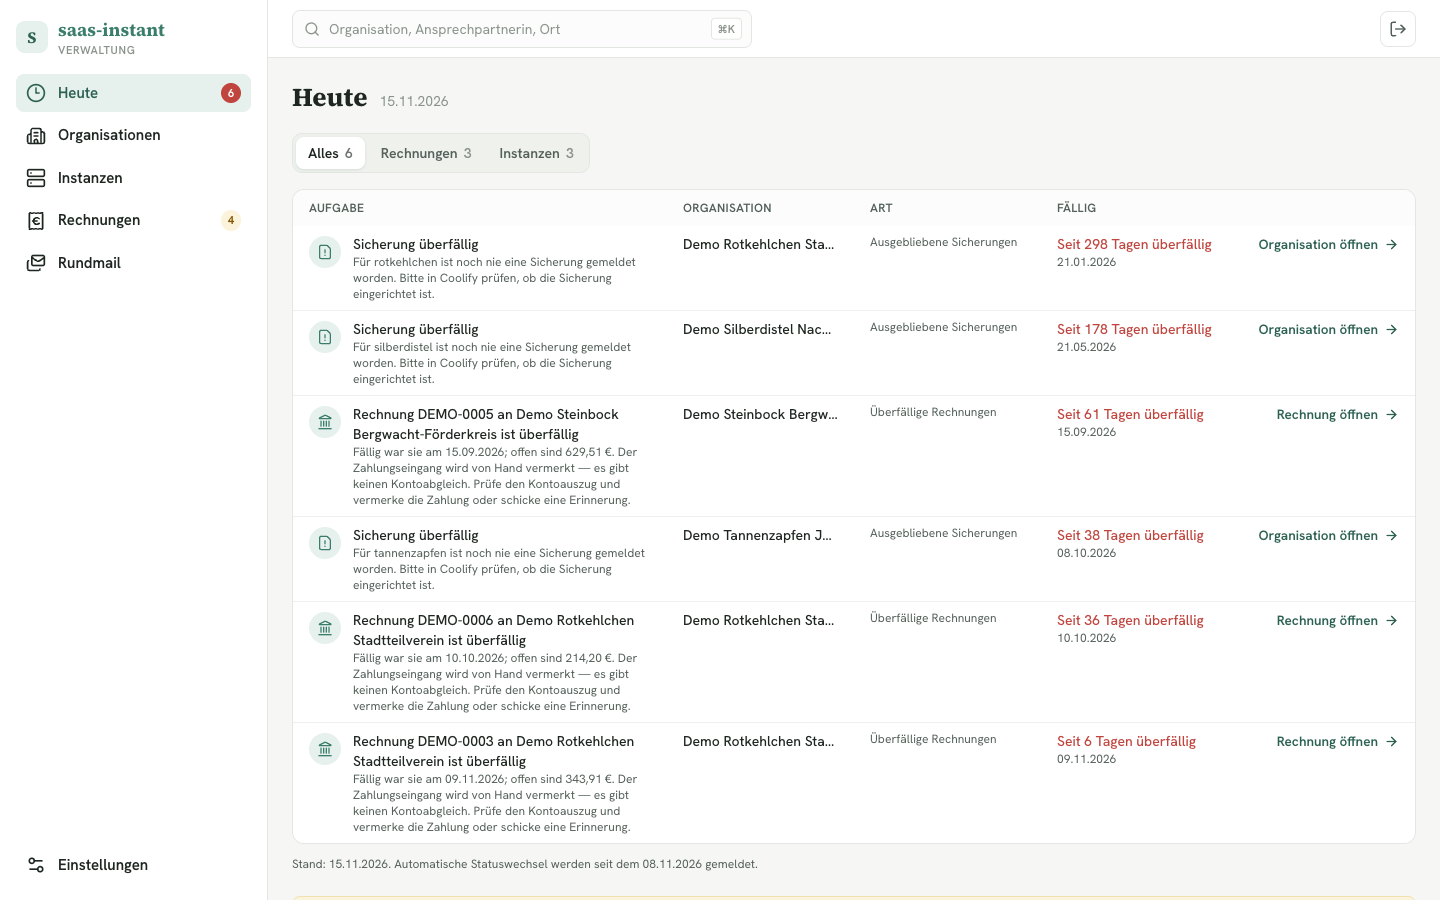 S
saas-instant
VERWALTUNG
Heute 6
Organisationen
Instanzen
Rechnungen 4
Rundmail
Einstellungen
Organisation, Ansprechpartnerin, Ort ⌘K
Heute 15.11.2026
Alles 6 Rechnungen 3 Instanzen 3
AUFGABE ORGANISATION ART FÄLLIG
Sicherung überfällig
Für rotkehlchen ist noch nie eine Sicherung gemeldet
worden. Bitte in Coolify prüfen, ob die Sicherung
eingerichtet ist.
Demo Rotkehlchen Sta...
Ausgebliebene Sicherungen
Seit 298 Tagen überfällig
21.01.2026
Organisation öffnen →
Sicherung überfällig
Für silberdistel ist noch nie eine Sicherung gemeldet
worden. Bitte in Coolify prüfen, ob die Sicherung
eingerichtet ist.
Demo Silberdistel Nac...
Ausgebliebene Sicherungen
Seit 178 Tagen überfällig
21.05.2026
Organisation öffnen →
Rechnung DEMO-0005 an Demo Steinbock
Bergwacht-Förderkreis ist überfällig
Fällig war sie am 15.09.2026; offen sind 629,51 €. Der
Zahlungseingang wird von Hand vermerkt — es gibt
keinen Kontoabgleich. Prüfe den Kontoauszug und
vermerke die Zahlung oder schicke eine Erinnerung.
Demo Steinbock Bergw...
Überfällige Rechnungen
Seit 61 Tagen überfällig
15.09.2026
Rechnung öffnen →
Sicherung überfällig
Für tannenzapfen ist noch nie eine Sicherung gemeldet
worden. Bitte in Coolify prüfen, ob die Sicherung
eingerichtet ist.
Demo Tannenzapfen J...
Ausgebliebene Sicherungen
Seit 38 Tagen überfällig
08.10.2026
Organisation öffnen →
Rechnung DEMO-0006 an Demo Rotkehlchen
Stadtteilverein ist überfällig
Fällig war sie am 10.10.2026; offen sind 214,20 €. Der
Zahlungseingang wird von Hand vermerkt — es gibt
keinen Kontoabgleich. Prüfe den Kontoauszug und
vermerke die Zahlung oder schicke eine Erinnerung.
Demo Rotkehlchen Sta...
Überfällige Rechnungen
Seit 36 Tagen überfällig
10.10.2026
Rechnung öffnen →
Rechnung DEMO-0003 an Demo Rotkehlchen
Stadtteilverein ist überfällig
Fällig war sie am 09.11.2026; offen sind 343,91 €. Der
Zahlungseingang wird von Hand vermerkt — es gibt
keinen Kontoabgleich. Prüfe den Kontoauszug und
vermerke die Zahlung oder schicke eine Erinnerung.
Demo Rotkehlchen Sta...
Überfällige Rechnungen
Seit 6 Tagen überfällig
09.11.2026
Rechnung öffnen →
Stand: 15.11.2026. Automatische Statuswechsel werden seit dem 08.11.2026 gemeldet.